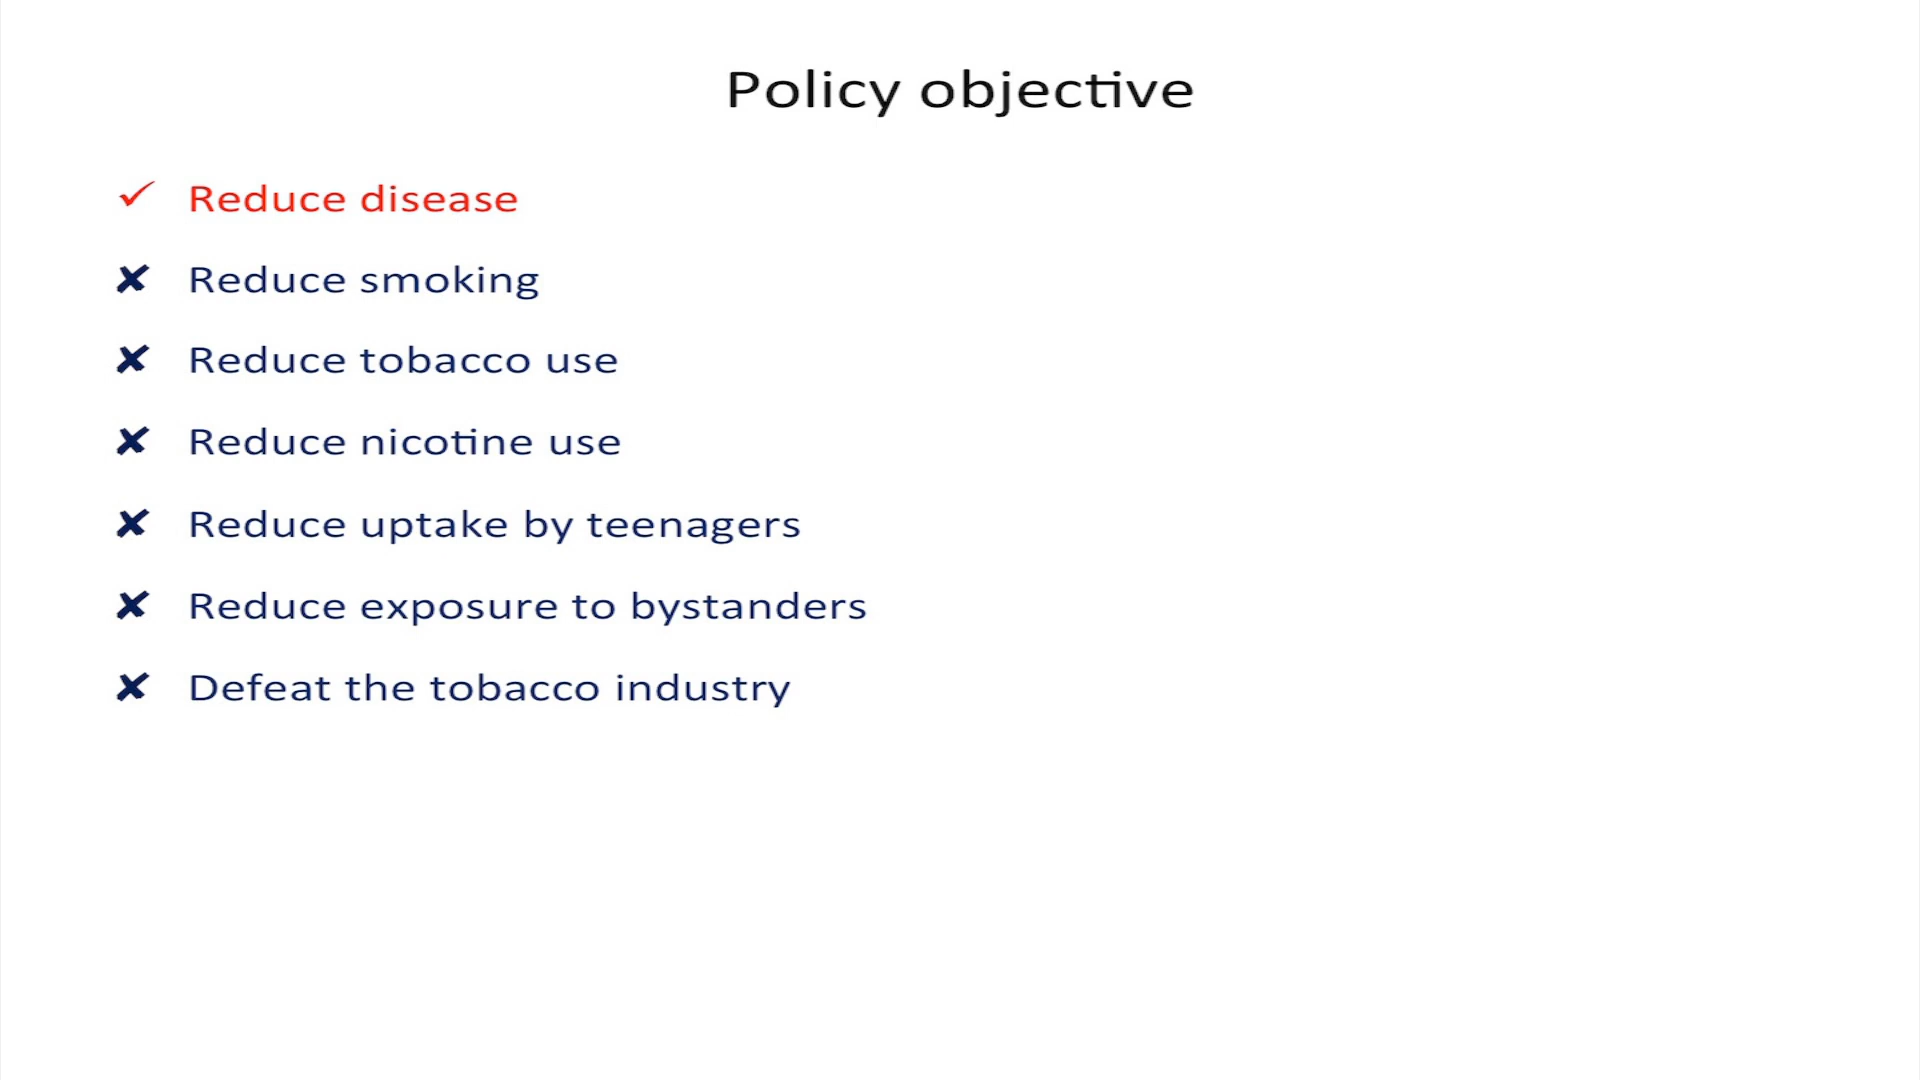 Policy objective
✓ Reduce disease
✘ Reduce smoking
✘ Reduce tobacco use
✘ Reduce nicotine use
✘ Reduce uptake by teenagers
✘ Reduce exposure to bystanders
✘ Defeat the tobacco industry